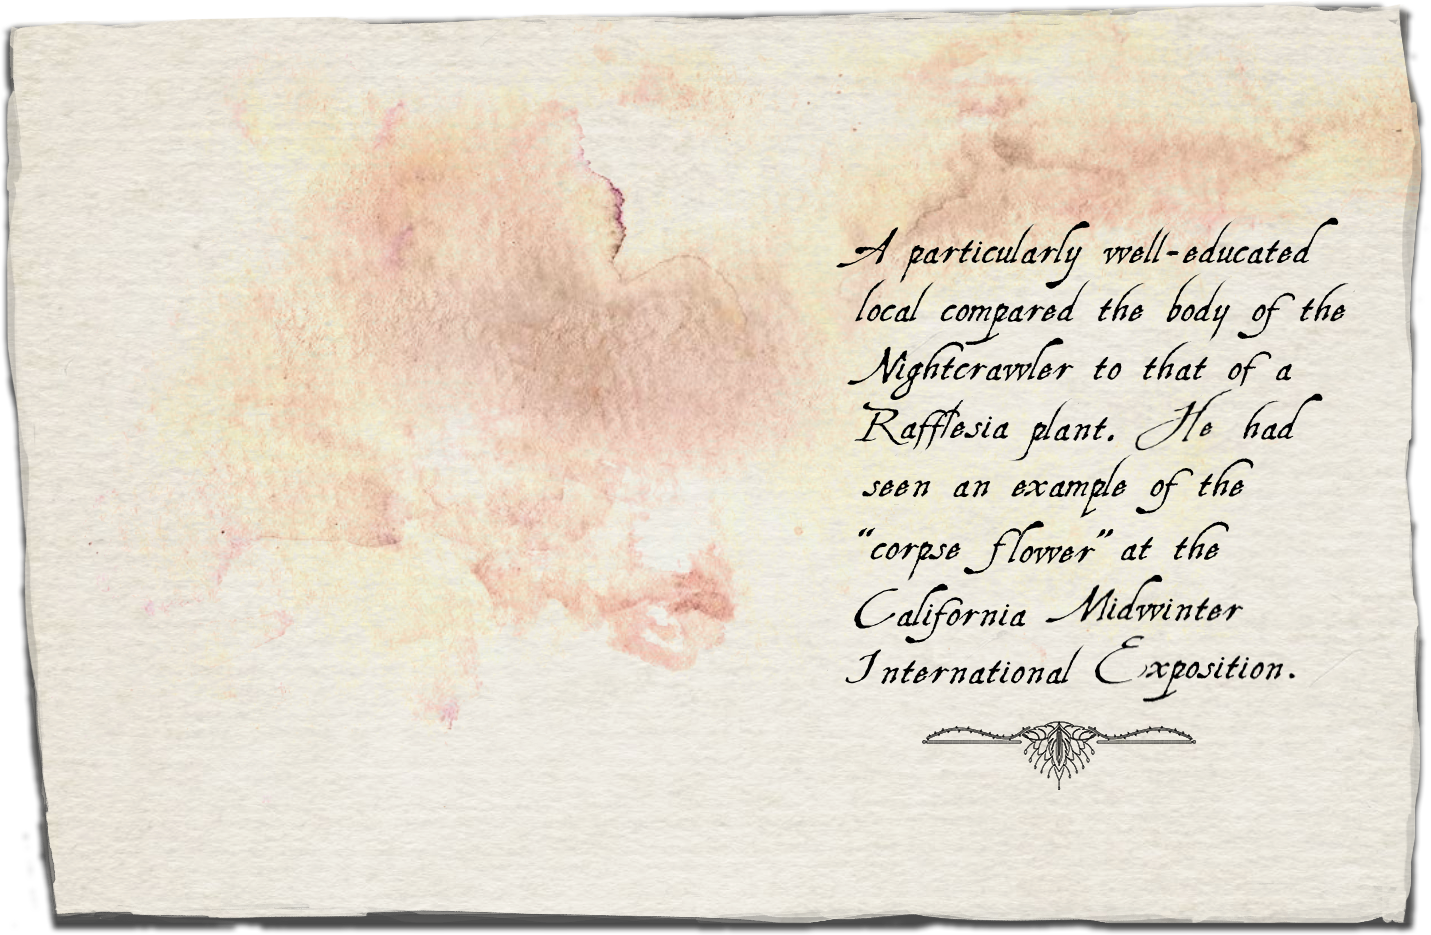 A particularly well-educated
local compared the body of the
Nightcrawler to that of a
Rafflesia plant. He had
seen an example of the
“corpse flower” at the
California Midwinter
International Exposition.